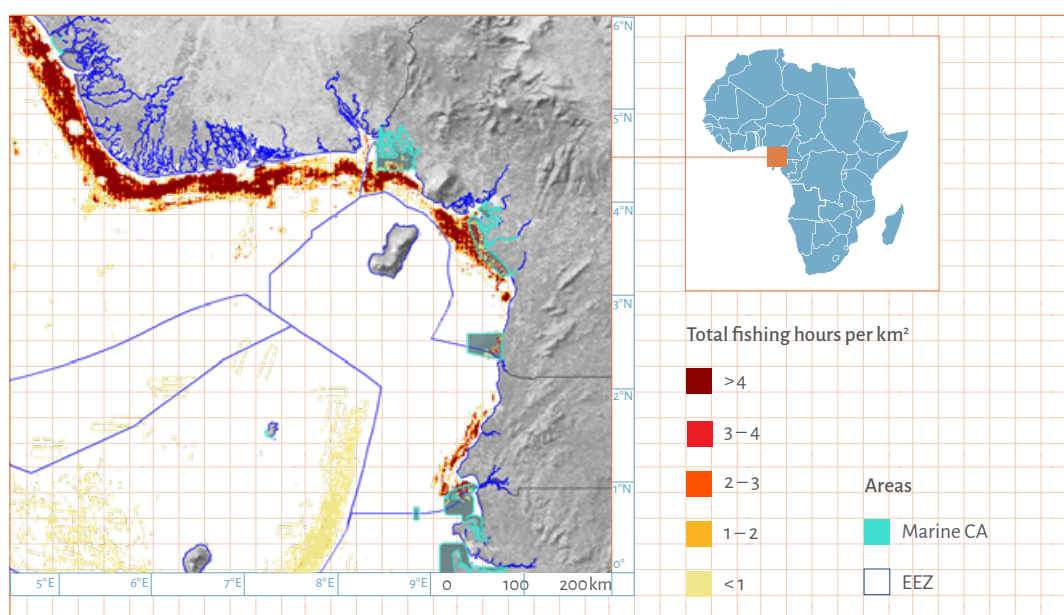 6°N
5°N
4°N
3°N
2°N
1°N
0°
5°E
6°E
7°E
8°E
9°E
0 100 200 km
Total fishing hours per km²
>4
3–4
2–3
1–2
<1
Areas
Marine CA
EEZ